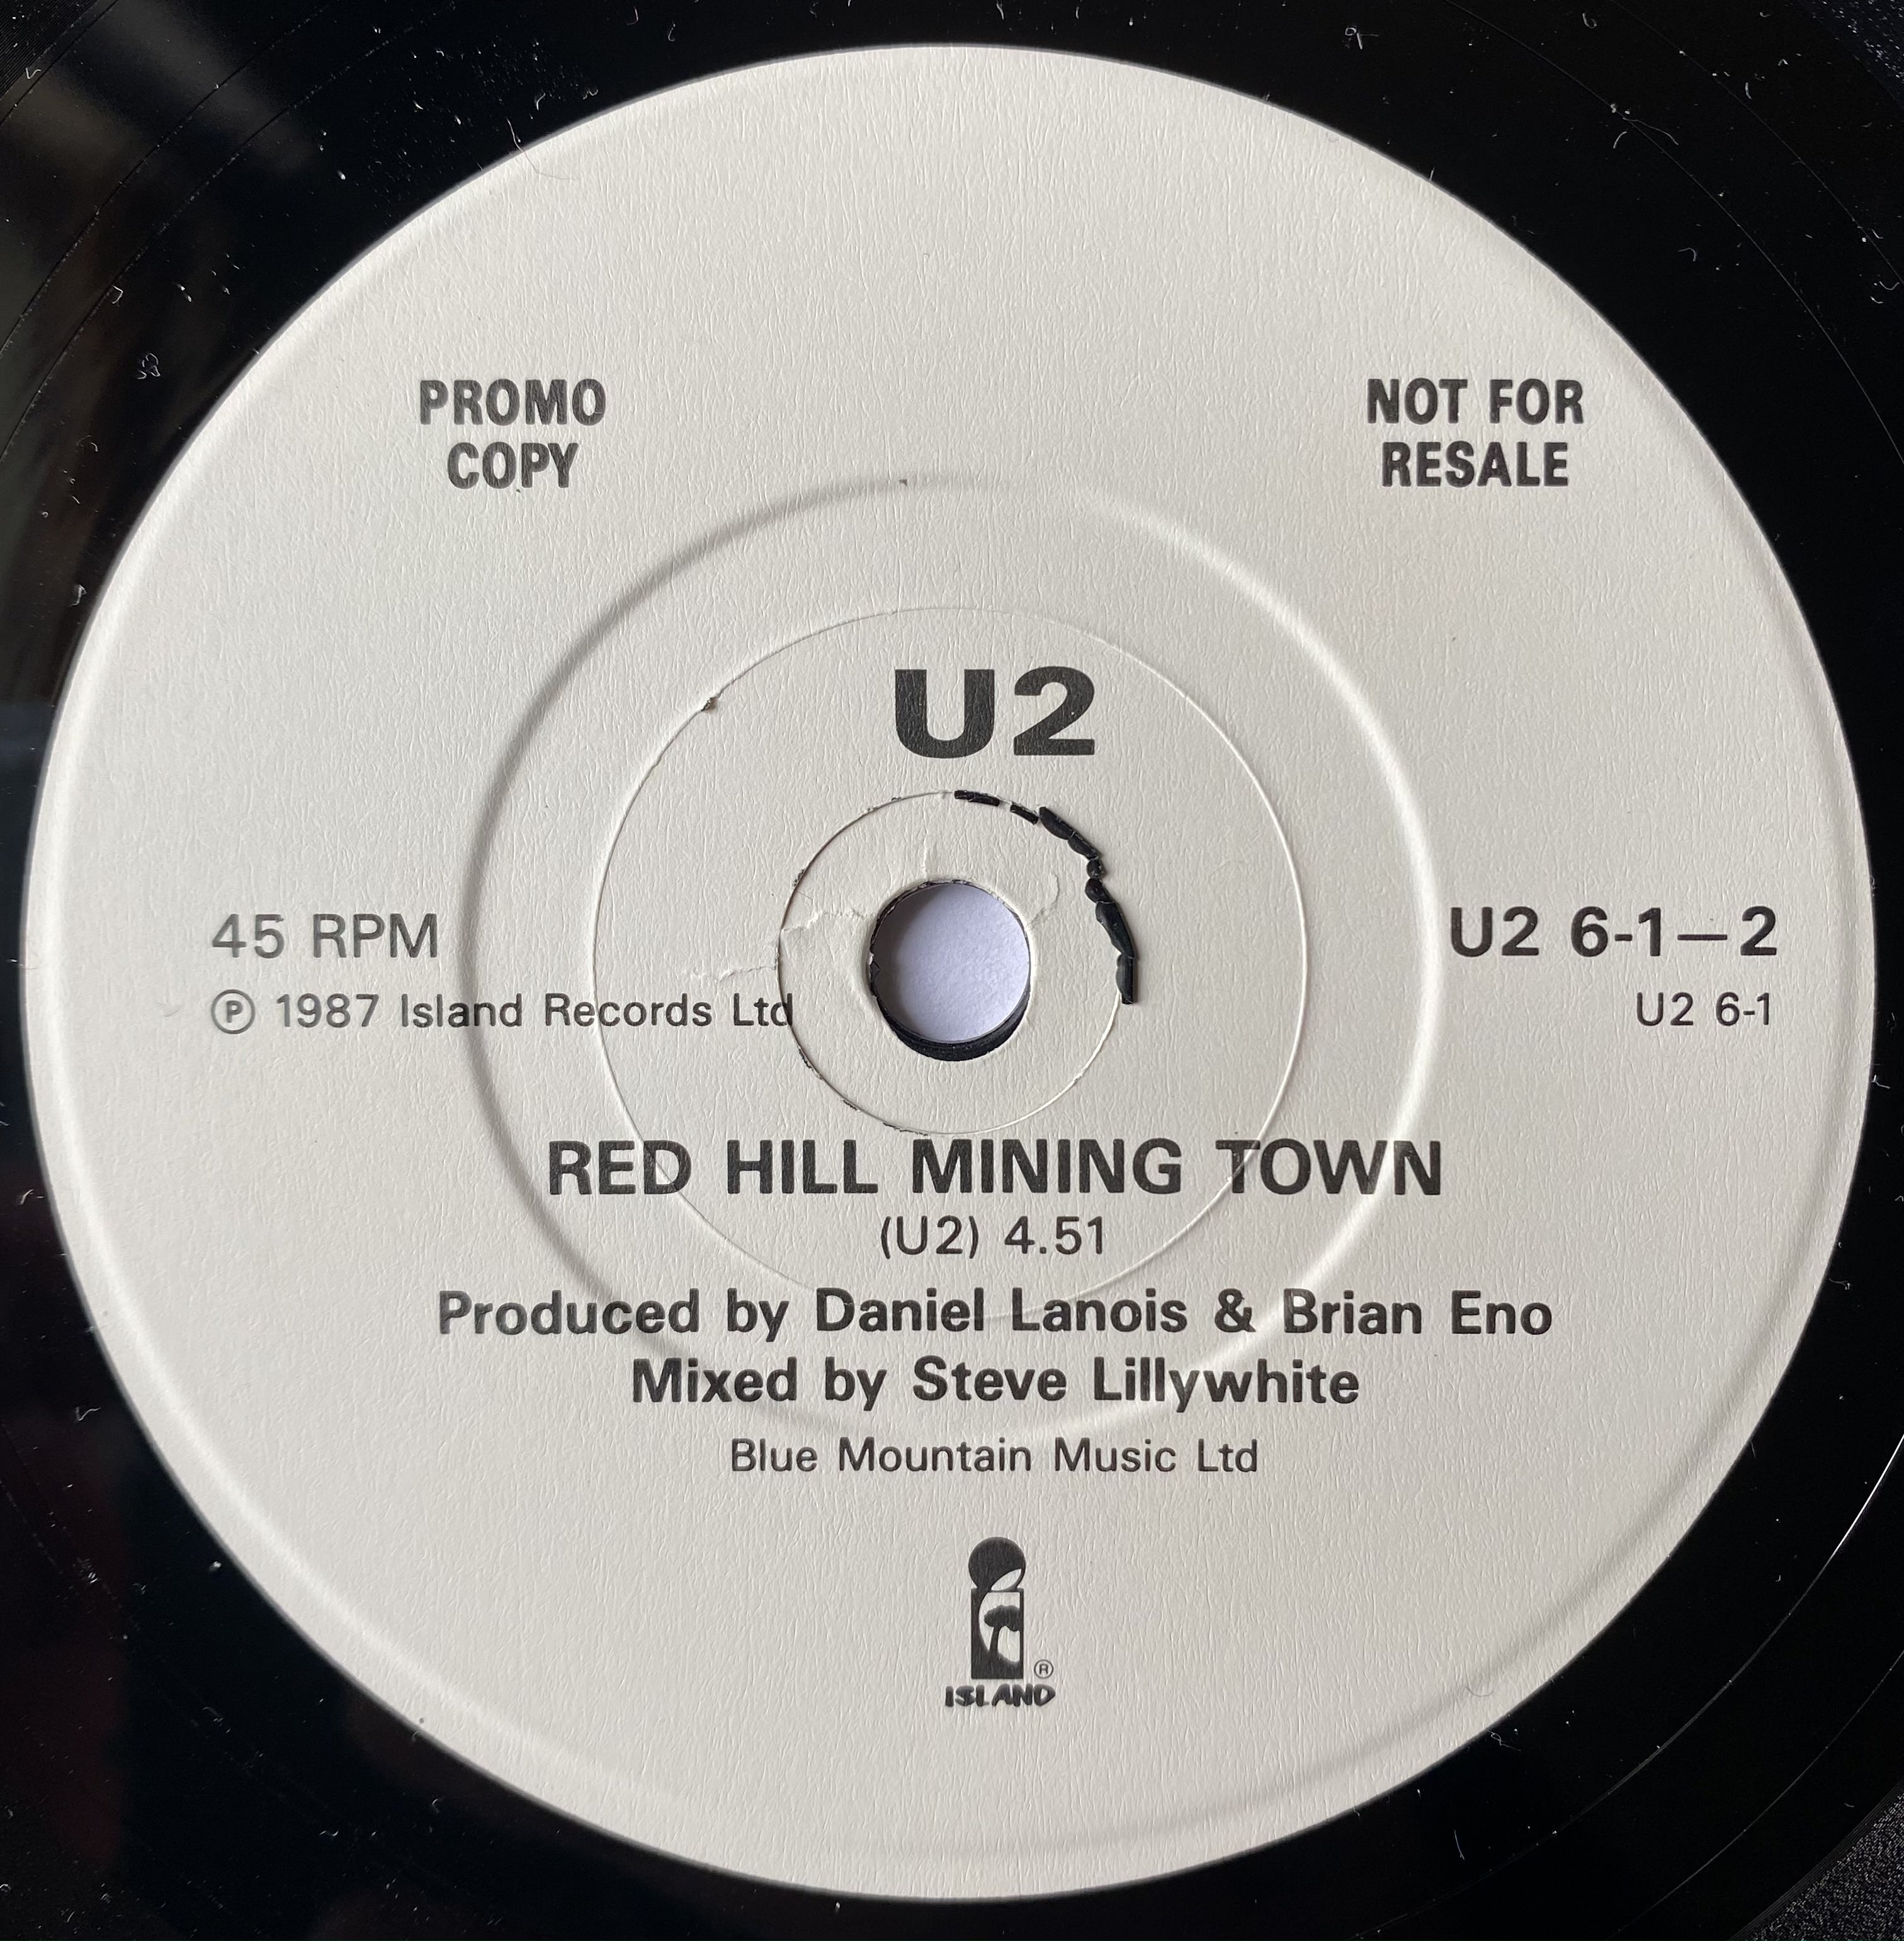 PROMO
COPY
NOT FOR
RESALE
U2
45 RPM
Ⓟ 1987 Island Records Ltd
U2 6-1—2
U2 6-1
RED HILL MINING TOWN
(U2) 4.51
Produced by Daniel Lanois & Brian Eno
Mixed by Steve Lillywhite
Blue Mountain Music Ltd
®
ISLAND